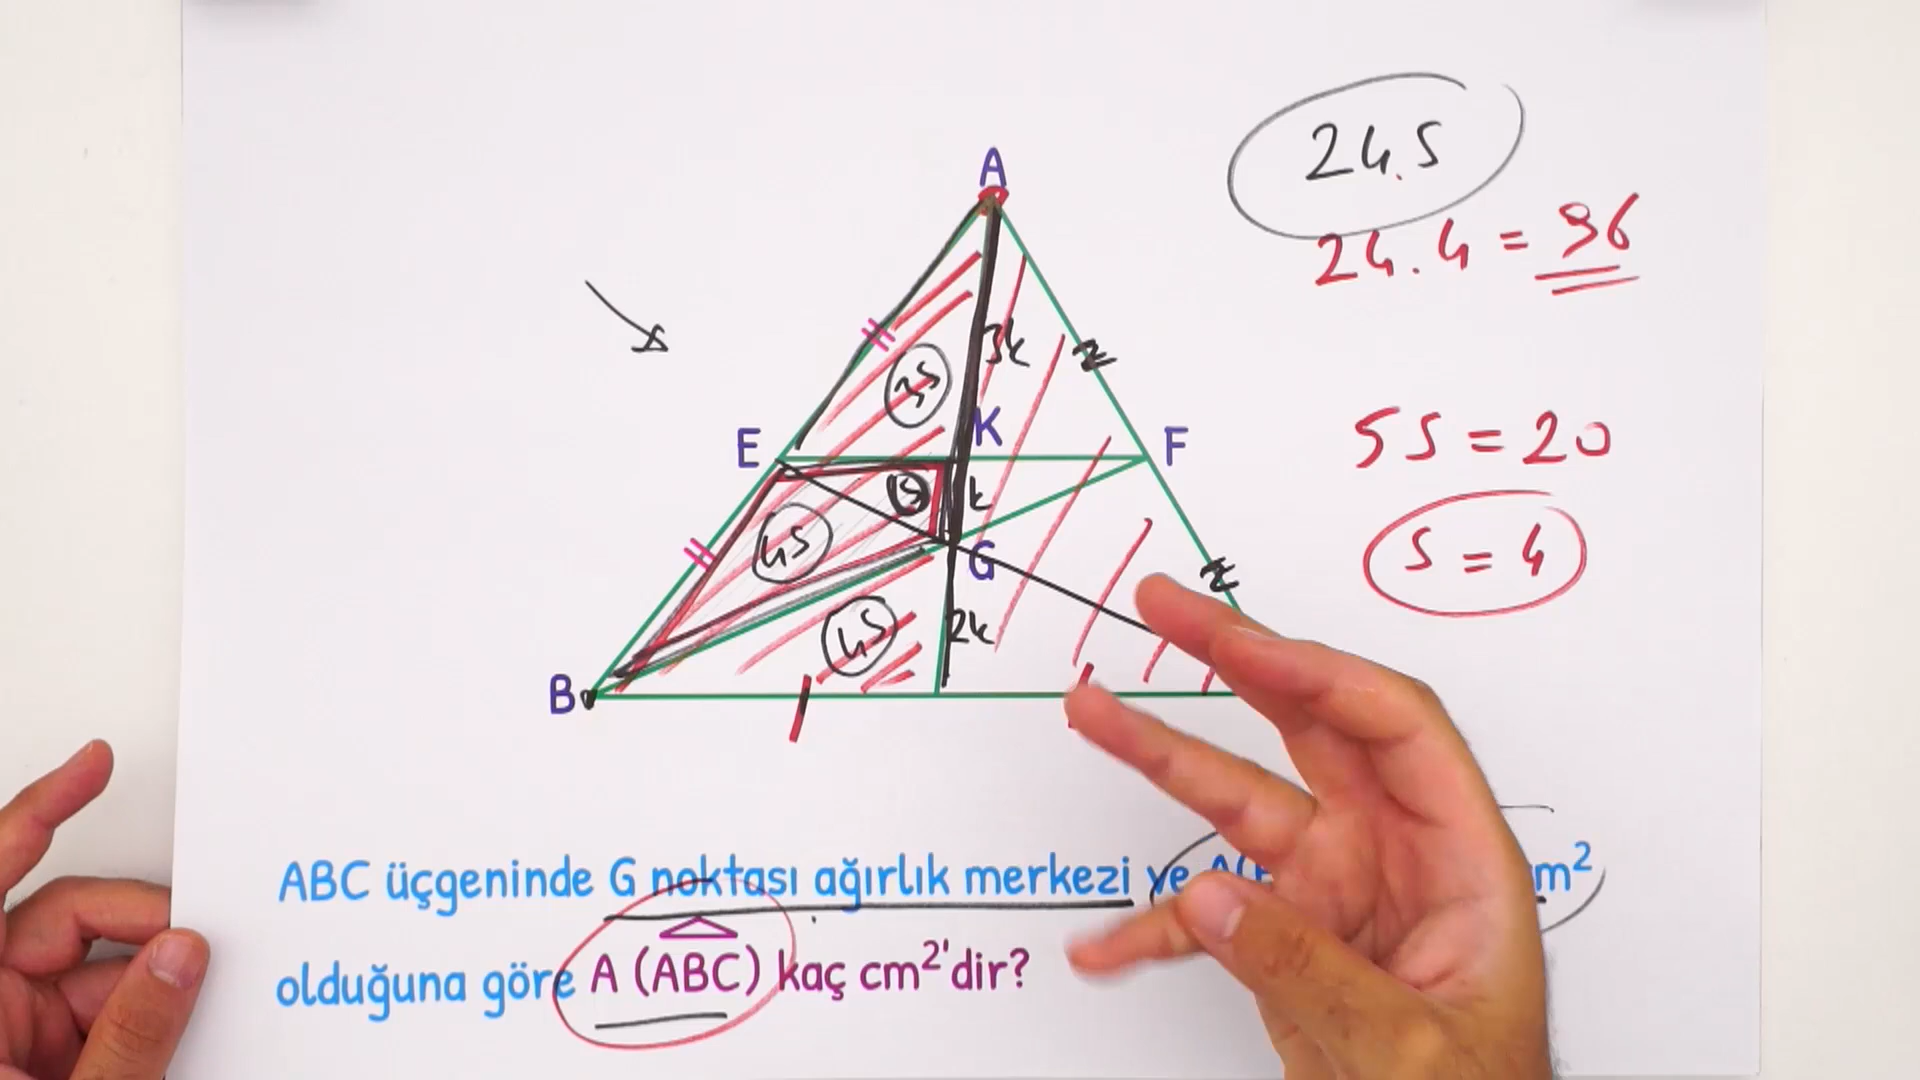 24.S
24.4 = 96
A
3k
3S
K
E
F
S
k
5S = 20
4S
G
S = 4
4S
2k
B
ABC üçgeninde G noktası ağırlık merkezi ve m²
olduğuna göre A (ABC) kaç cm²'dir?